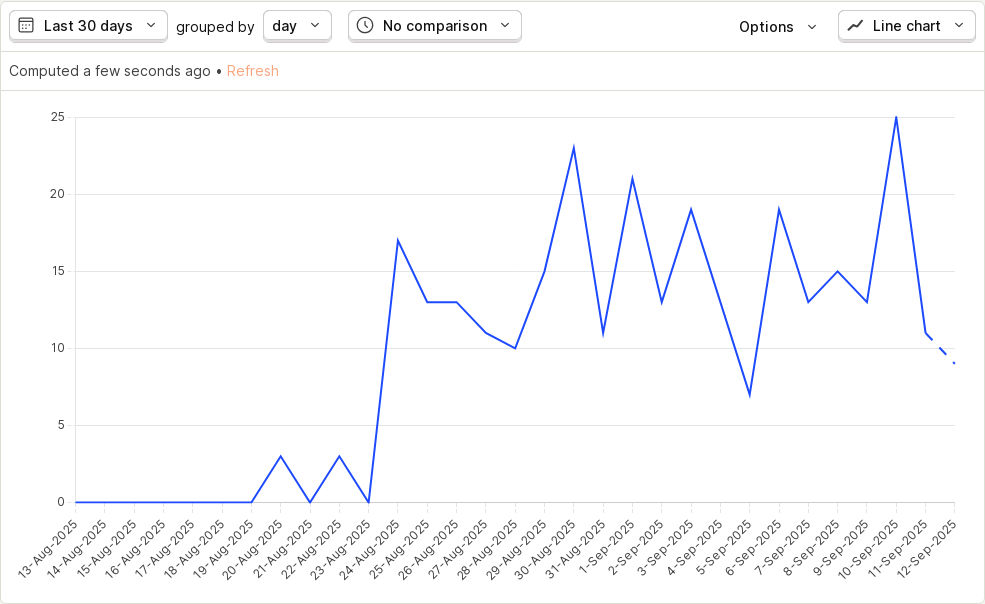 Last 30 days grouped by day No comparison Options Line chart
Computed a few seconds ago • Refresh
25
20
15
10
5
0
13-Aug-2025
14-Aug-2025
15-Aug-2025
16-Aug-2025
17-Aug-2025
18-Aug-2025
19-Aug-2025
20-Aug-2025
21-Aug-2025
22-Aug-2025
23-Aug-2025
24-Aug-2025
25-Aug-2025
26-Aug-2025
27-Aug-2025
28-Aug-2025
29-Aug-2025
30-Aug-2025
31-Aug-2025
1-Sep-2025
2-Sep-2025
3-Sep-2025
4-Sep-2025
5-Sep-2025
6-Sep-2025
7-Sep-2025
8-Sep-2025
9-Sep-2025
10-Sep-2025
11-Sep-2025
12-Sep-2025